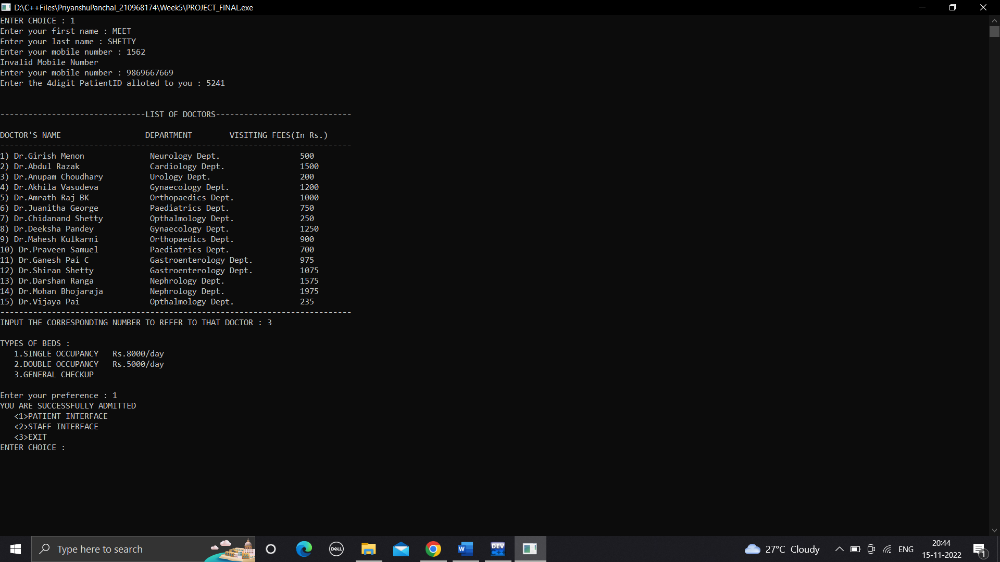 D:\C++Files\PriyanshuPanchal_210968174\Week5\PROJECT_FINAL.exe
ENTER CHOICE : 1
Enter your first name : MEET
Enter your last name : SHETTY
Enter your mobile number : 1562
Invalid Mobile Number
Enter your mobile number : 9869667669
Enter the 4digit PatientID alloted to you : 5241
-------------------------------LIST OF DOCTORS-----------------------------
DOCTOR'S NAME DEPARTMENT VISITING FEES(In Rs.)
---------------------------------------------------------------------------
1) Dr.Girish Menon Neurology Dept. 500
2) Dr.Abdul Razak Cardiology Dept. 1500
3) Dr.Anupam Choudhary Urology Dept. 200
4) Dr.Akhila Vasudeva Gynaecology Dept. 1200
5) Dr.Amrath Raj BK Orthopaedics Dept. 1000
6) Dr.Juanitha George Paediatrics Dept. 750
7) Dr.Chidanand Shetty Opthalmology Dept. 250
8) Dr.Deeksha Pandey Gynaecology Dept. 1250
9) Dr.Mahesh Kulkarni Orthopaedics Dept. 900
10) Dr.Praveen Samuel Paediatrics Dept. 700
11) Dr.Ganesh Pai C Gastroenterology Dept. 975
12) Dr.Shiran Shetty Gastroenterology Dept. 1075
13) Dr.Darshan Ranga Nephrology Dept. 1575
14) Dr.Mohan Bhojaraja Nephrology Dept. 1975
15) Dr.Vijaya Pai Opthalmology Dept. 235
---------------------------------------------------------------------------
INPUT THE CORRESPONDING NUMBER TO REFER TO THAT DOCTOR : 3
TYPES OF BEDS :
1.SINGLE OCCUPANCY Rs.8000/day
2.DOUBLE OCCUPANCY Rs.5000/day
3.GENERAL CHECKUP
Enter your preference : 1
YOU ARE SUCCESSFULLY ADMITTED
<1>PATIENT INTERFACE
<2>STAFF INTERFACE
<3>EXIT
ENTER CHOICE :
Type here to search
DELL
W
DEV
C++
27°C Cloudy
ENG
20:44
15-11-2022
1